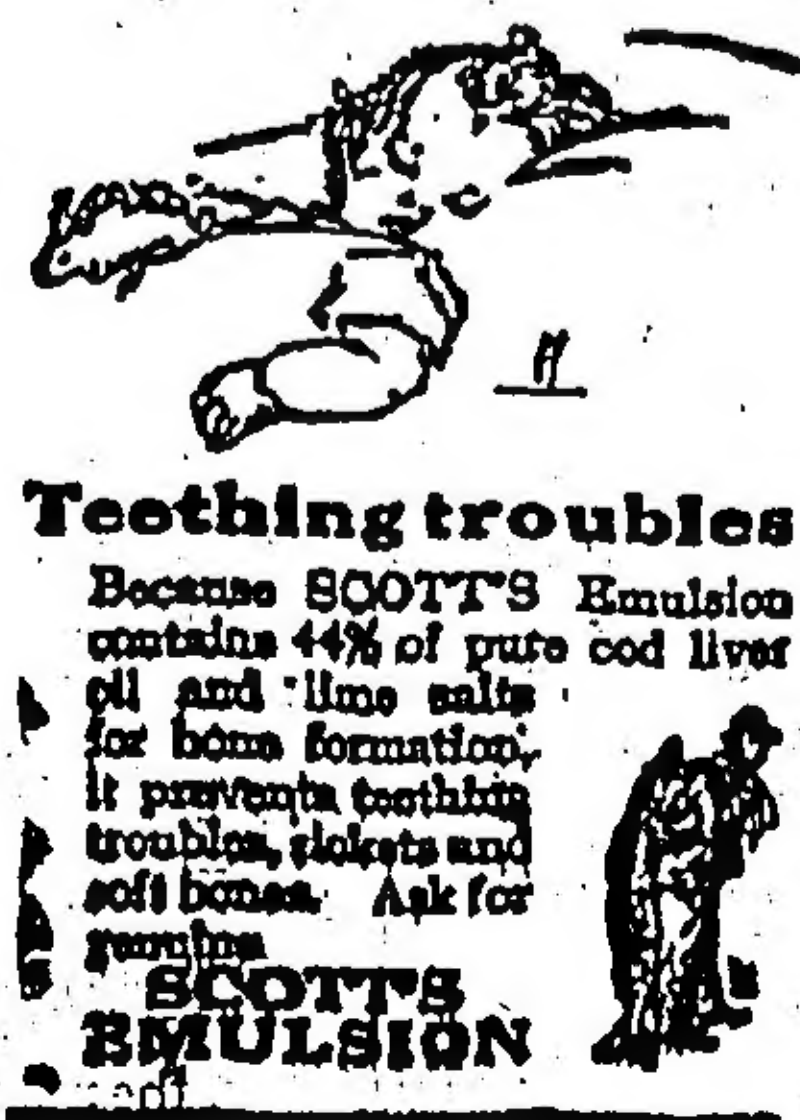 Teething troubles
Because SCOTT'S Emulsion
contains 44% of pure cod liver
oil and lime salts
for bone formation,
it prevents teething
troubles, rickets and
soft bones. Ask for
genuine
SCOTT'S
EMULSION